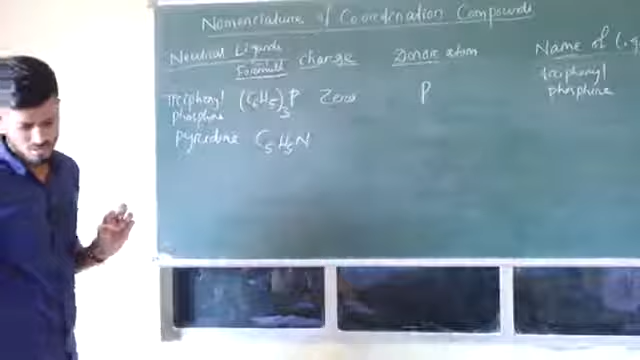 Nomenclature of Coordination Compounds
Neutral Ligands
Formula
charge
Donor atom
Name of
Triphenyl phosphine (C6H5)3P Zero P
Triphenyl phosphine
Pyridine C5H5N